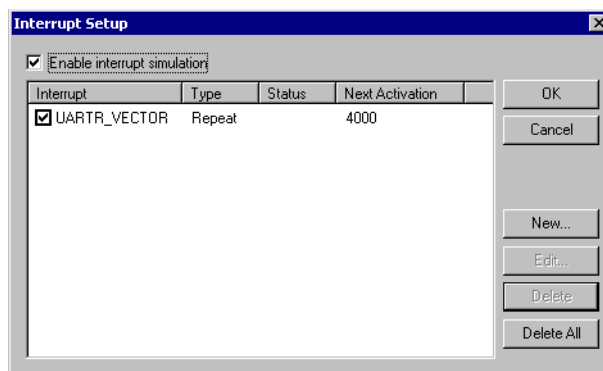 Interrupt Setup
Enable interrupt simulation
Interrupt Type Status Next Activation
UARTR_VECTOR Repeat 4000
OK
Cancel
New...
Edit...
Delete
Delete All